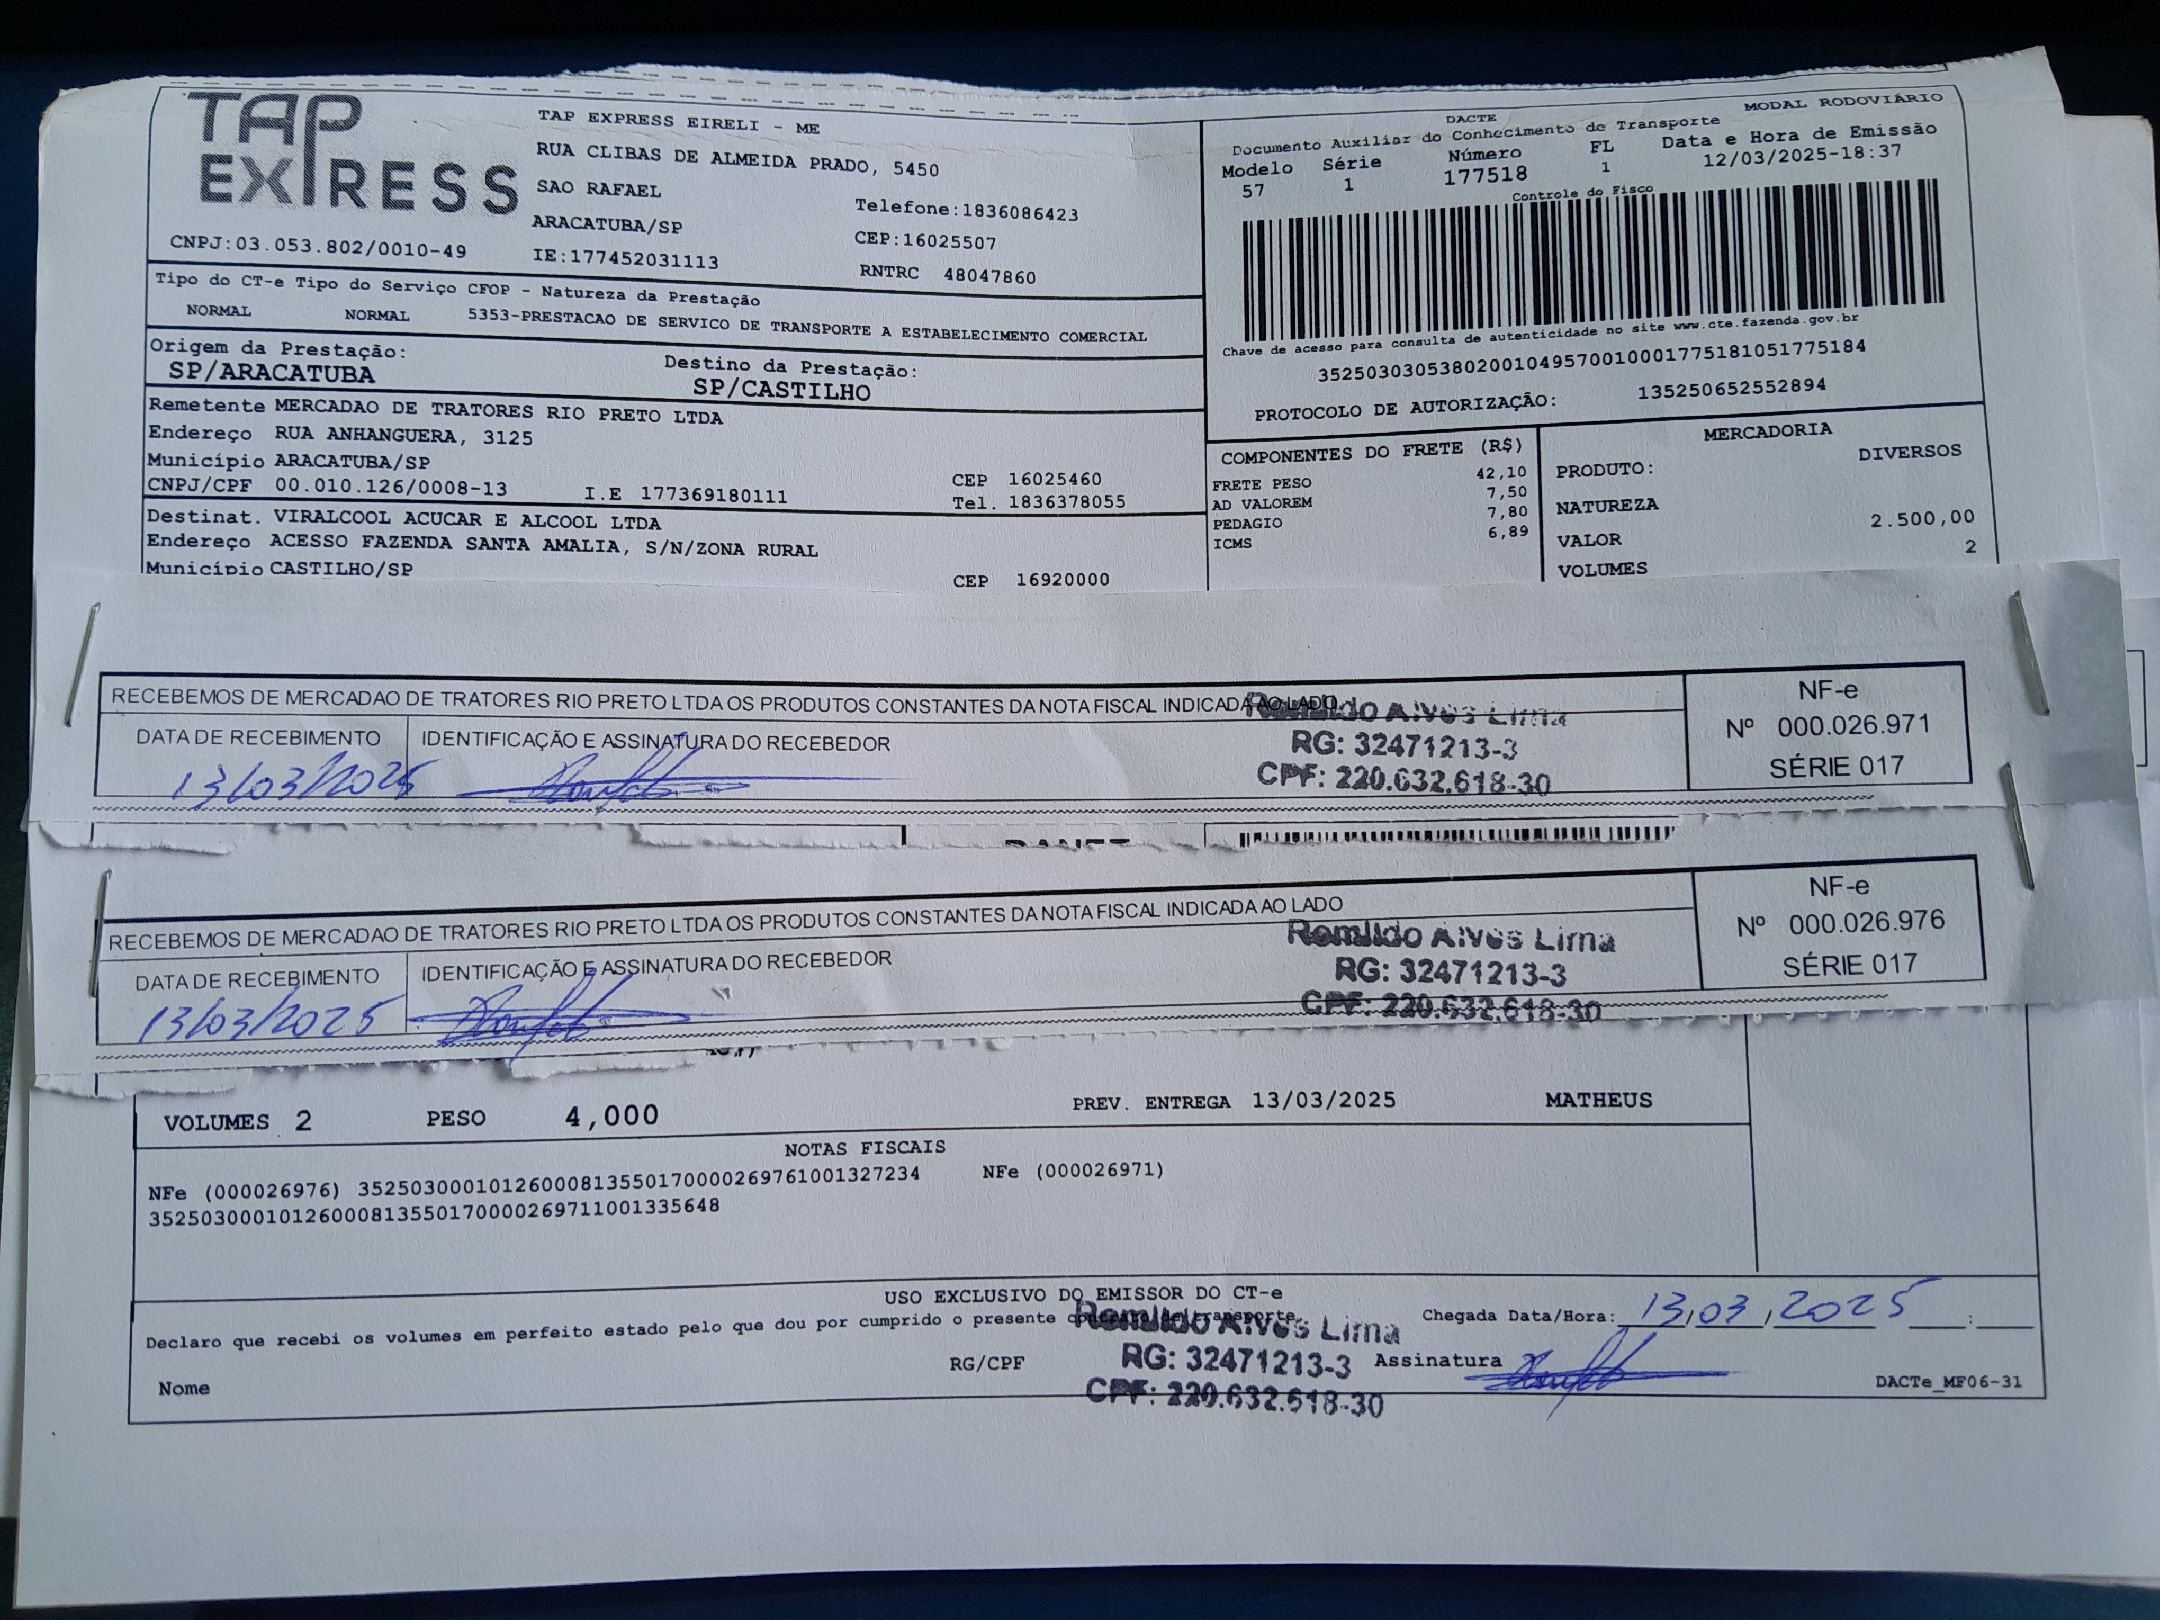 TAP EXPRESS
TAP EXPRESS EIRELI - ME
RUA CLIBAS DE ALMEIDA PRADO, 5450
SAO RAFAEL
Telefone:1836086423
ARACATUBA/SP
CEP:16025507
CNPJ:03.053.802/0010-49
IE:177452031113
RNTRC 48047860
DACTE
MODAL RODOVIÁRIO
Documento Auxiliar do Conhecimento de Transporte
Modelo Série Número FL Data e Hora de Emissão
57 1 177518 1 12/03/2025-18:37
Controle do Fisco
Chave de acesso para consulta de autenticidade no site www.cte.fazenda.gov.br
35250303053802001049570010001775181051775184
PROTOCOLO DE AUTORIZAÇÃO: 135250652552894
Tipo do CT-e Tipo do Serviço CFOP - Natureza da Prestação
NORMAL NORMAL 5353-PRESTACAO DE SERVICO DE TRANSPORTE A ESTABELECIMENTO COMERCIAL
Origem da Prestação: Destino da Prestação:
SP/ARACATUBA SP/CASTILHO
Remetente MERCADAO DE TRATORES RIO PRETO LTDA
Endereço RUA ANHANGUERA, 3125
Município ARACATUBA/SP CEP 16025460
CNPJ/CPF 00.010.126/0008-13 I.E 177369180111 Tel. 1836378055
Destinat. VIRALCOOL ACUCAR E ALCOOL LTDA
Endereço ACESSO FAZENDA SANTA AMALIA, S/N/ZONA RURAL
Município CASTILHO/SP CEP 16920000
COMPONENTES DO FRETE (R$)
FRETE PESO 42,10
AD VALOREM 7,50
PEDAGIO 7,80
ICMS 6,89
MERCADORIA
PRODUTO: DIVERSOS
NATUREZA
VALOR 2.500,00
VOLUMES 2
RECEBEMOS DE MERCADAO DE TRATORES RIO PRETO LTDA OS PRODUTOS CONSTANTES DA NOTA FISCAL INDICADA AO LADO
DATA DE RECEBIMENTO IDENTIFICAÇÃO E ASSINATURA DO RECEBEDOR
13/03/2025
Romildo Alves Lima
RG: 32471213-3
CPF: 220.632.618-30
NF-e
Nº 000.026.971
SÉRIE 017
RECEBEMOS DE MERCADAO DE TRATORES RIO PRETO LTDA OS PRODUTOS CONSTANTES DA NOTA FISCAL INDICADA AO LADO
DATA DE RECEBIMENTO IDENTIFICAÇÃO E ASSINATURA DO RECEBEDOR
13/03/2025
Romildo Alves Lima
RG: 32471213-3
CPF: 220.632.618-30
NF-e
Nº 000.026.976
SÉRIE 017
VOLUMES 2 PESO 4,000 PREV. ENTREGA 13/03/2025 MATHEUS
NOTAS FISCAIS
NFe (000026976) 35250300010126000813550170000269761001327234 NFe (000026971)
35250300010126000813550170000269711001335648
USO EXCLUSIVO DO EMISSOR DO CT-e
Declaro que recebi os volumes em perfeito estado pelo que dou por cumprido o presente contrato de transporte.
Chegada Data/Hora: 13/03/2025 :
Romildo Alves Lima
RG: 32471213-3
CPF: 220.632.618-30
RG/CPF Assinatura
Nome
DACTe_MF06-31